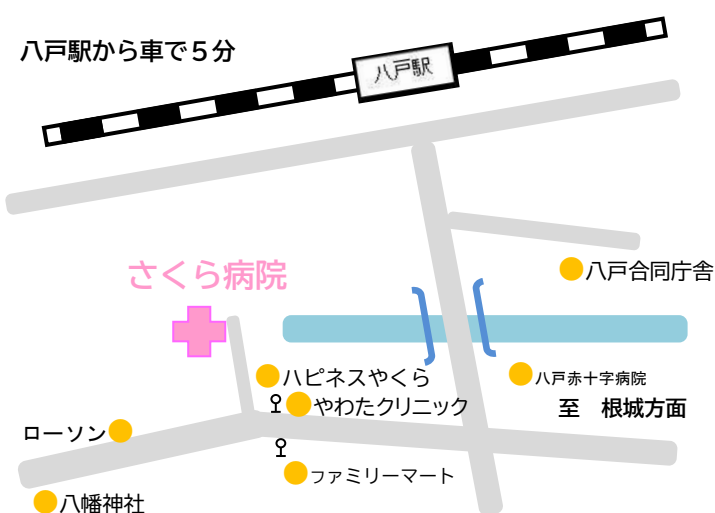 八戸駅から車で５分
八戸駅
八戸合同庁舎
さくら病院
ハピネスやくら
八戸赤十字病院
やわたクリニック
至　根城方面
ローソン
ファミリーマート
八幡神社